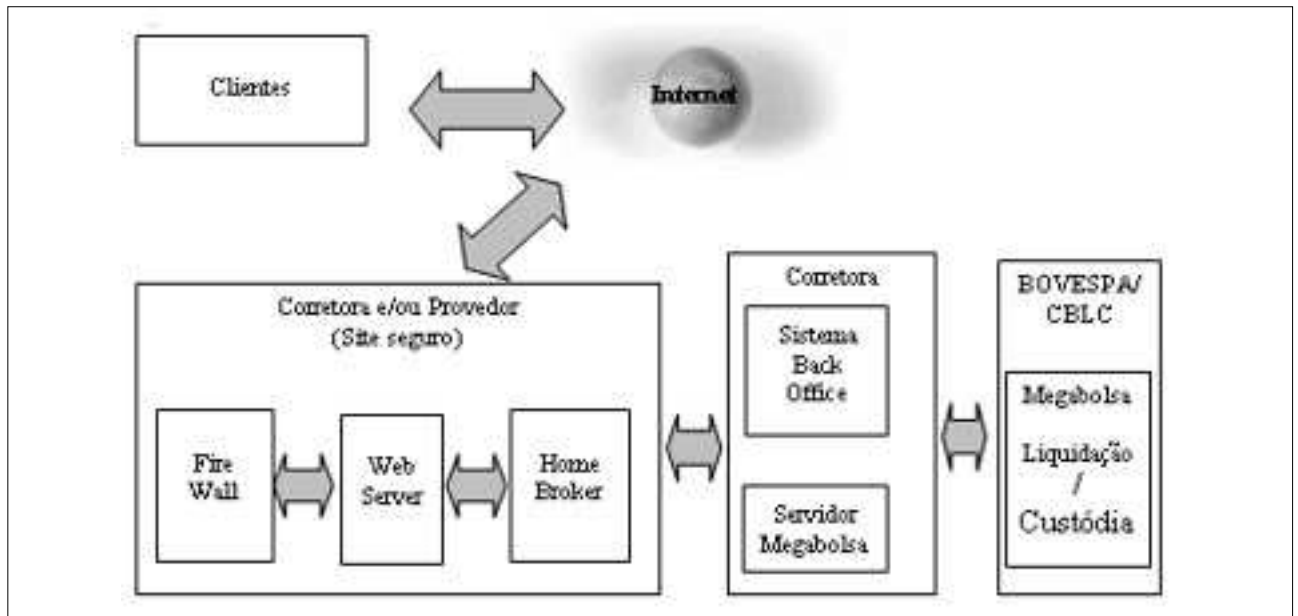 Clientes
Internet
Corretora e/ou Provedor
(Site seguro)
Fire
Wall
Web
Server
Home
Broker
Corretora
Sistema
Back
Office
Servidor
Megabolsa
BOVESPA/
CBLC
Megabolsa
Liquidação
/
Custódia